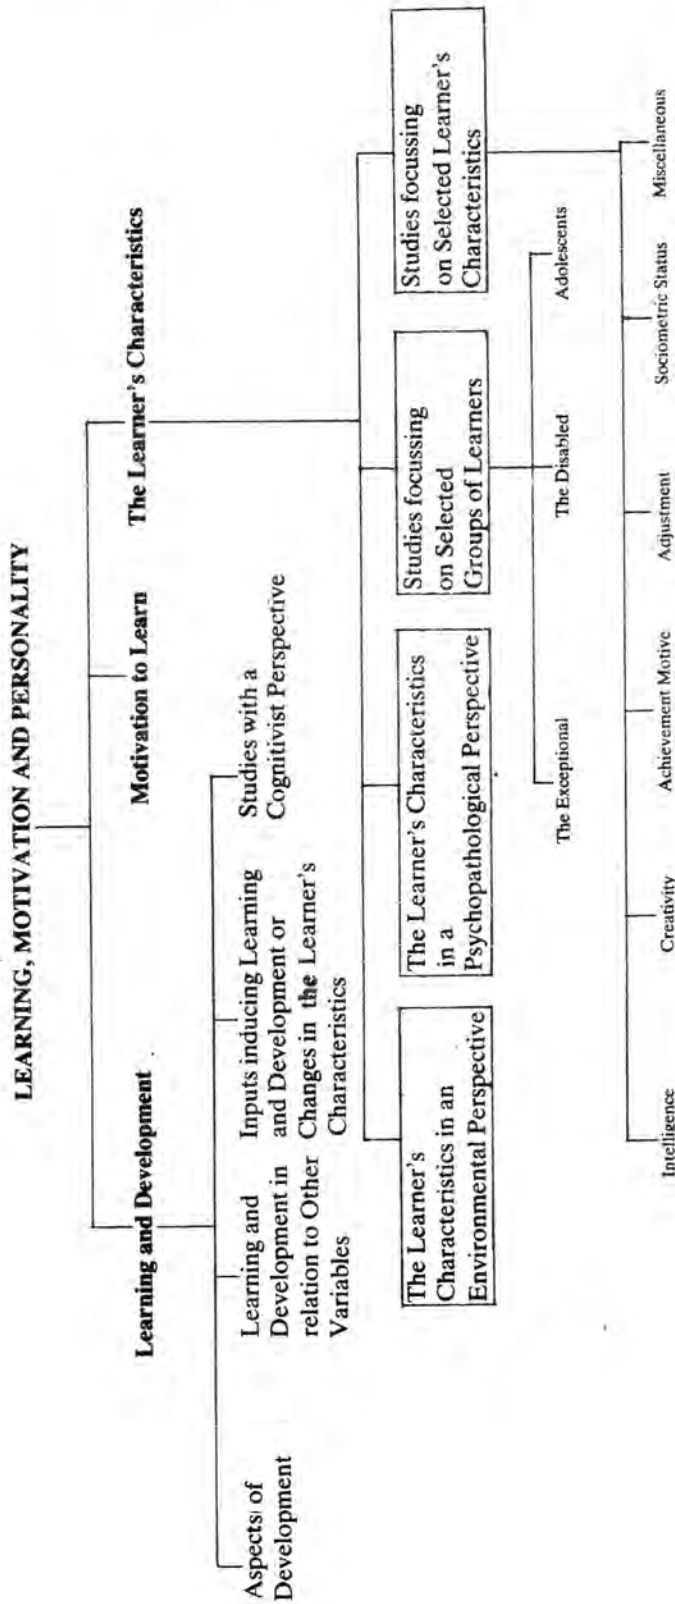 LEARNING, MOTIVATION AND PERSONALITY
Learning and Development
Motivation to Learn
The Learner's Characteristics
Aspects of
Development
Learning and
Development in
relation to Other
Variables
Inputs inducing Learning
and Development or
Changes in the Learner's
Characteristics
Studies with a
Cognitivist Perspective
The Learner's
Characteristics in an
Environmental Perspective
The Learner's Characteristics
in a
Psychopathological Perspective
Studies focussing
on Selected
Groups of Learners
Studies focussing
on Selected Learner's
Characteristics
The Exceptional
The Disabled
Adolescents
Intelligence
Creativity
Achievement Motive
Adjustment
Sociometric Status
Miscellaneous